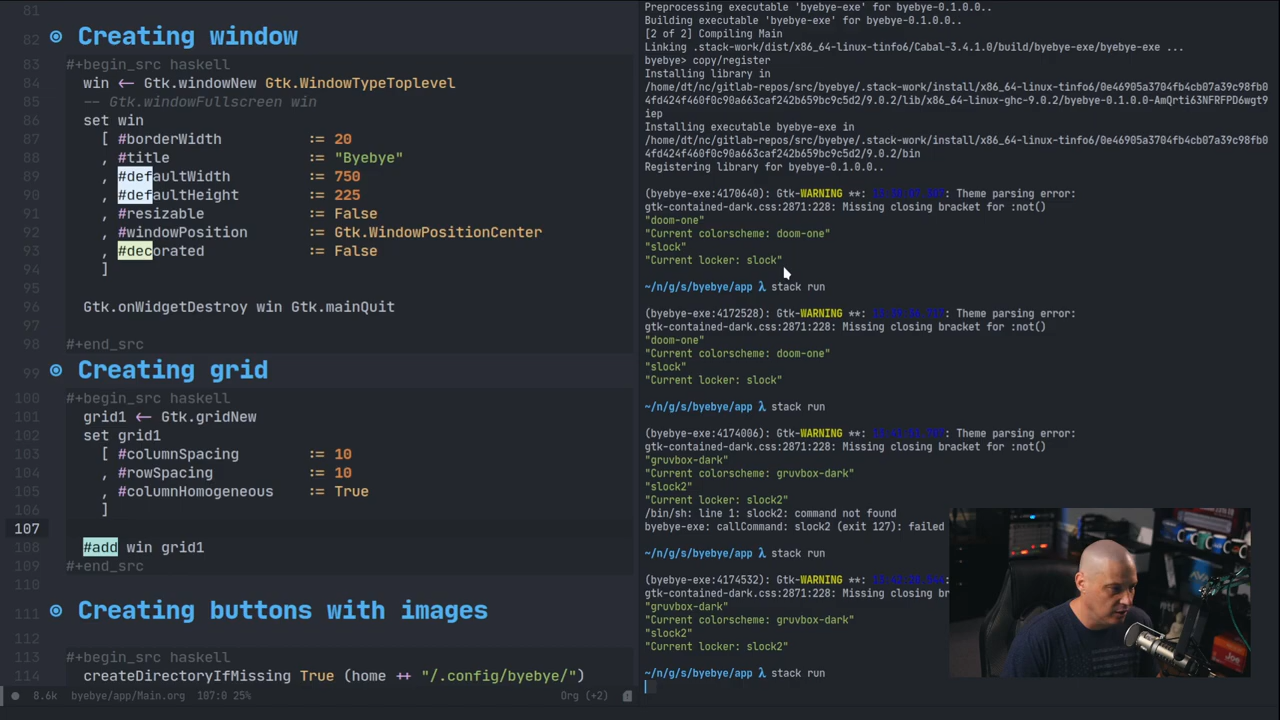 81
82 Creating window
83 #+begin_src haskell
84 win ← Gtk.windowNew Gtk.WindowTypeToplevel
85 -- Gtk.windowFullscreen win
86 set win
87 [ #borderWidth := 20
88 , #title := "Byebye"
89 , #defaultWidth := 750
90 , #defaultHeight := 225
91 , #resizable := False
92 , #windowPosition := Gtk.WindowPositionCenter
93 , #decorated := False
94 ]
95
96 Gtk.onWidgetDestroy win Gtk.mainQuit
97
98 #+end_src
99 Creating grid
100 #+begin_src haskell
101 grid1 ← Gtk.gridNew
102 set grid1
103 [ #columnSpacing := 10
104 , #rowSpacing := 10
105 , #columnHomogeneous := True
106 ]
107
108 #add win grid1
109 #+end_src
110
111 Creating buttons with images
112
113 #+begin_src haskell
114 createDirectoryIfMissing True (home ++ "/.config/byebye/")
8.6k byebye/app/Main.org 107:0 25% Org (+2)
Preprocessing executable 'byebye-exe' for byebye-0.1.0.0..
Building executable 'byebye-exe' for byebye-0.1.0.0..
[2 of 2] Compiling Main
Linking .stack-work/dist/x86_64-linux-tinfo6/Cabal-3.4.1.0/build/byebye-exe/byebye-exe ...
byebye> copy/register
Installing library in
/home/dt/nc/gitlab-repos/src/byebye/.stack-work/install/x86_64-linux-tinfo6/0e46905a3704fb4cb07a39c98fb0
4fd424f460f0c90a663caf242b659bc9c5d2/9.0.2/lib/x86_64-linux-ghc-9.0.2/byebye-0.1.0.0-AmQrti63NFRFPD6wgt9
iep
Installing executable byebye-exe in
/home/dt/nc/gitlab-repos/src/byebye/.stack-work/install/x86_64-linux-tinfo6/0e46905a3704fb4cb07a39c98fb0
4fd424f460f0c90a663caf242b659bc9c5d2/9.0.2/bin
Registering library for byebye-0.1.0.0..
(byebye-exe:4170640): Gtk-WARNING **: : Theme parsing error:
gtk-contained-dark.css:2871:228: Missing closing bracket for :not()
"doom-one"
"Current colorscheme: doom-one"
"slock"
"Current locker: slock"
~/n/g/s/byebye/app λ stack run
(byebye-exe:4172528): Gtk-WARNING **: : Theme parsing error:
gtk-contained-dark.css:2871:228: Missing closing bracket for :not()
"doom-one"
"Current colorscheme: doom-one"
"slock"
"Current locker: slock"
~/n/g/s/byebye/app λ stack run
(byebye-exe:4174006): Gtk-WARNING **: : Theme parsing error:
gtk-contained-dark.css:2871:228: Missing closing bracket for :not()
"gruvbox-dark"
"Current colorscheme: gruvbox-dark"
"slock2"
"Current locker: slock2"
/bin/sh: line 1: slock2: command not found
byebye-exe: callCommand: slock2 (exit 127): failed
~/n/g/s/byebye/app λ stack run
(byebye-exe:4174532): Gtk-WARNING **:
gtk-contained-dark.css:2871:228: Missing closing br
"gruvbox-dark"
"Current colorscheme: gruvbox-dark"
"slock2"
"Current locker: slock2"
~/n/g/s/byebye/app λ stack run